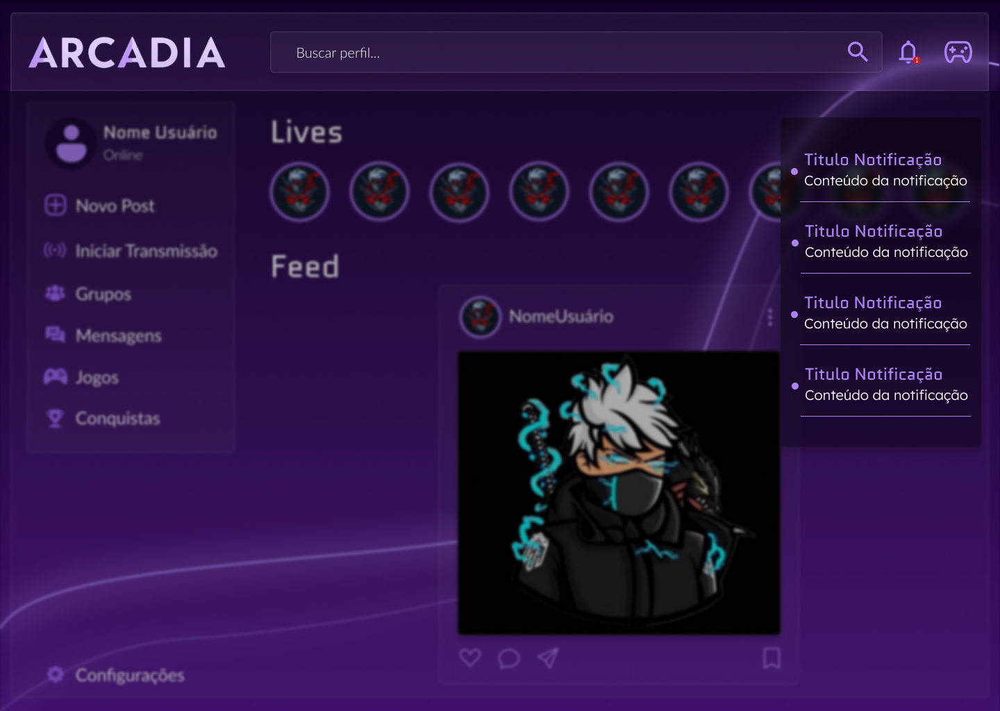 ARCADIA
Buscar perfil...
1
Nome Usuário
Online
Novo Post
Iniciar Transmissão
Grupos
Mensagens
Jogos
Conquistas
Configurações
Lives
Feed
NomeUsuário
Titulo Notificação
Conteúdo da notificação
Titulo Notificação
Conteúdo da notificação
Titulo Notificação
Conteúdo da notificação
Titulo Notificação
Conteúdo da notificação